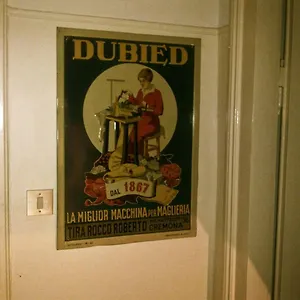 DUBIED
DAL 1867
LA MIGLIOR MACCHINA PER MAGLIERIA
TIRA ROCCO ROBERTO CREMONA